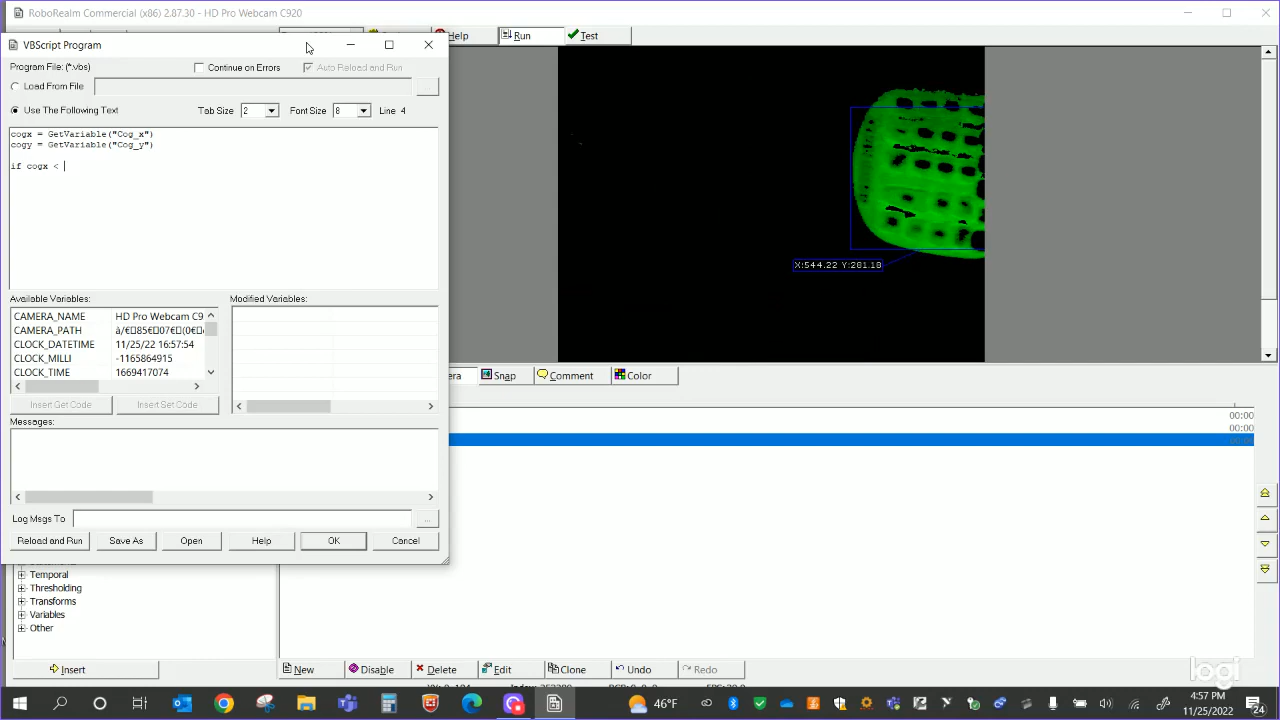 RoboRealm Commercial (x86) 2.87.30 - HD Pro Webcam C920
Help
Run
Test
VBScript Program
Program File: (*.vbs)
Continue on Errors
Auto Reload and Run
Load From File
...
Use The Following Text
Tab Size 2
Font Size 8
Line 4
cogx = GetVariable("Cog_x")
cogy = GetVariable("Cog_y")
if cogx <
X:544.22 Y:281.18
Available Variables:
Modified Variables:
CAMERA_NAME HD Pro Webcam C92
CAMERA_PATH
CLOCK_DATETIME 11/25/22 16:57:54
CLOCK_MILLI -1165864915
CLOCK_TIME 1669417074
Insert Get Code
Insert Set Code
era
Snap
Comment
Color
00:00
00:00
00:00
Messages:
Log Msgs To
...
Reload and Run
Save As
Open
Help
OK
Cancel
Temporal
Thresholding
Transforms
Variables
Other
Insert
New
Disable
Delete
Edit
Clone
Undo
Redo
logi
46°F
4:57 PM
11/25/2022
24